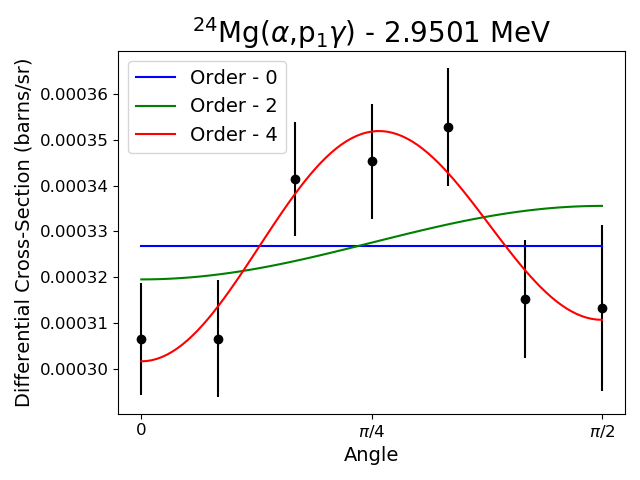 ²⁴Mg(α,p₁γ) - 2.9501 MeV
Order - 0
Order - 2
Order - 4
Differential Cross-Section (barns/sr)
0.00036
0.00035
0.00034
0.00033
0.00032
0.00031
0.00030
0
π/4
π/2
Angle